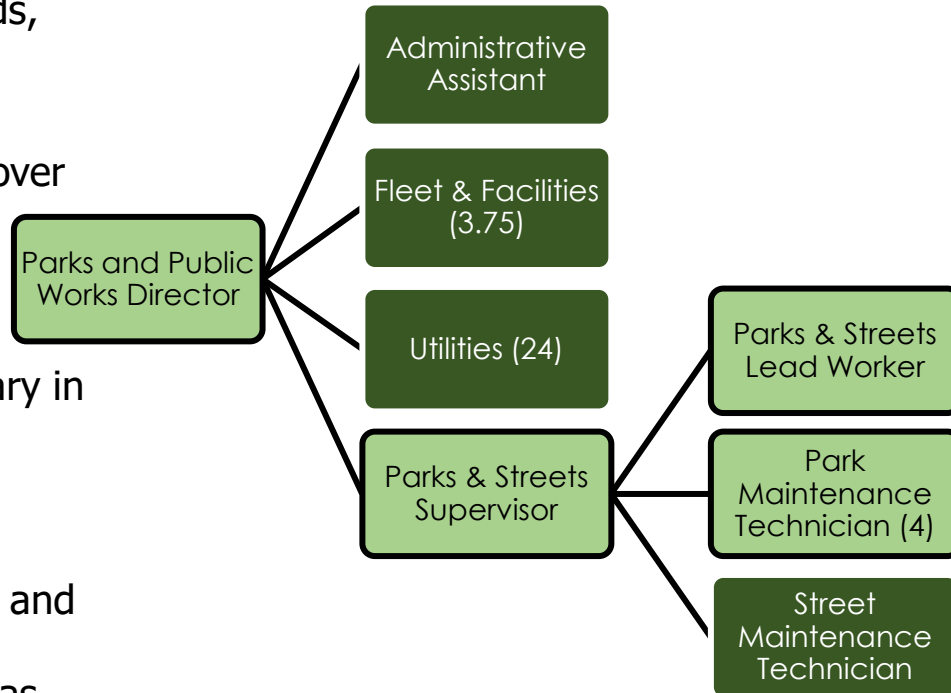 ds,
over
ary in
and
as
Parks and Public
Works Director
Administrative
Assistant
Fleet & Facilities
(3.75)
Utilities (24)
Parks & Streets
Supervisor
Parks & Streets
Lead Worker
Park
Maintenance
Technician (4)
Street
Maintenance
Technician